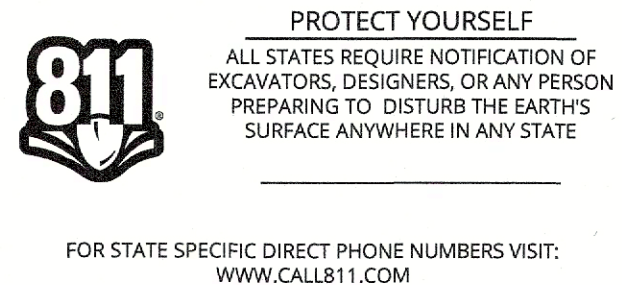 PROTECT YOURSELF
811®
ALL STATES REQUIRE NOTIFICATION OF
EXCAVATORS, DESIGNERS, OR ANY PERSON
PREPARING TO DISTURB THE EARTH'S
SURFACE ANYWHERE IN ANY STATE
FOR STATE SPECIFIC DIRECT PHONE NUMBERS VISIT:
WWW.CALL811.COM